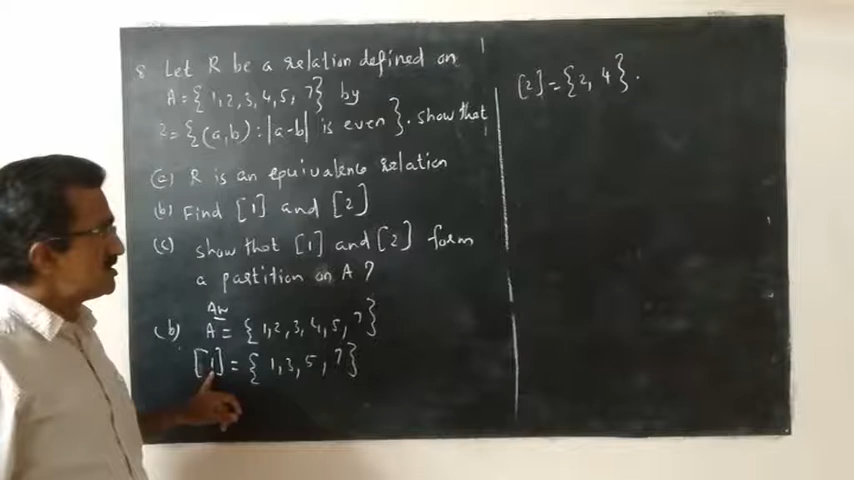 8 Let R be a relation defined on
A = { 1, 2, 3, 4, 5, 7 } by
R = { (a, b) : |a-b| is even }. show that
(a) R is an equivalence relation
(b) Find [1] and [2]
(c) show that [1] and [2] form
a partition on A ?
Ans
(b) A = { 1, 2, 3, 4, 5, 7 }
[1] = { 1, 3, 5, 7 }
[2] = { 2, 4 }.